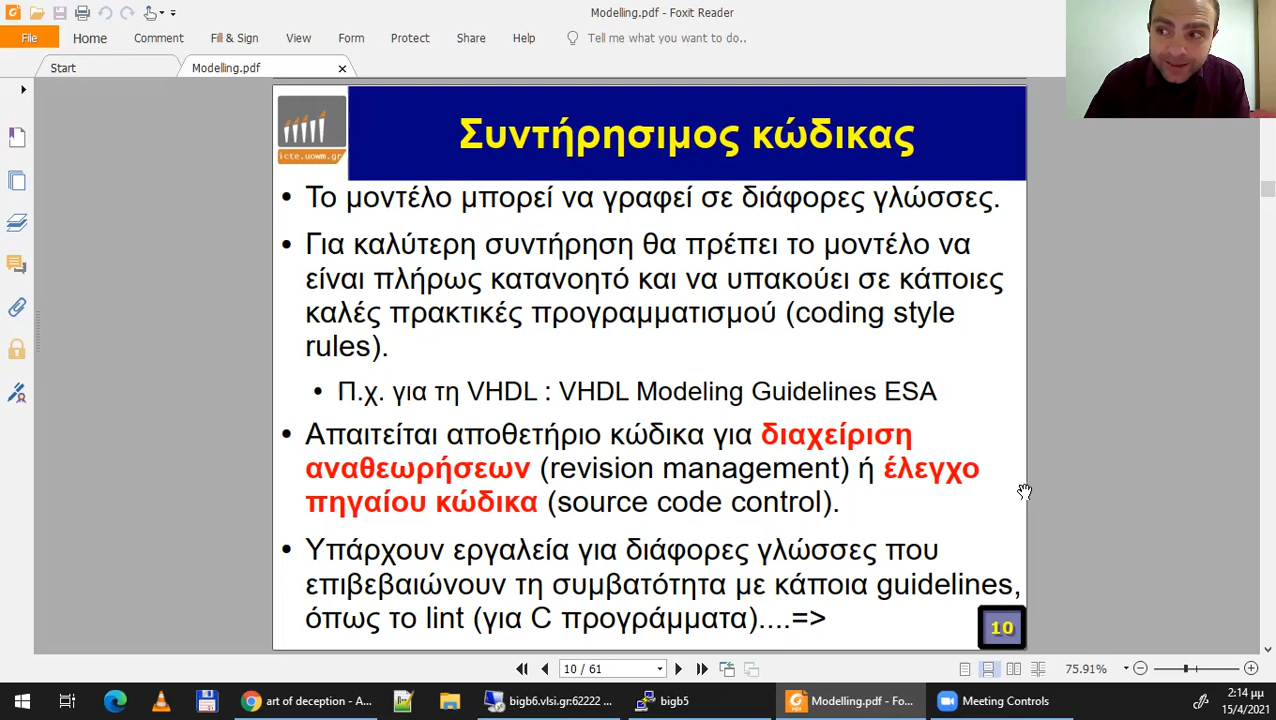 Modelling.pdf - Foxit Reader
File Home Comment Fill & Sign View Form Protect Share Help Tell me what you want to do..
Start Modelling.pdf
icte.uowm.gr
Συντήρησιμος κώδικας
• Το μοντέλο μπορεί να γραφεί σε διάφορες γλώσσες.
• Για καλύτερη συντήρηση θα πρέπει το μοντέλο να
είναι πλήρως κατανοητό και να υπακούει σε κάποιες
καλές πρακτικές προγραμματισμού (coding style
rules).
• Π.χ. για τη VHDL : VHDL Modeling Guidelines ESA
• Απαιτείται αποθετήριο κώδικα για διαχείριση
αναθεωρήσεων (revision management) ή έλεγχο
πηγαίου κώδικα (source code control).
• Υπάρχουν εργαλεία για διάφορες γλώσσες που
επιβεβαιώνουν τη συμβατότητα με κάποια guidelines,
όπως το lint (για C προγράμματα)....=>
10
10 / 61 75.91%
art of deception - A... bigb6.vlsi.gr:62222 ... bigb5 Modelling.pdf - Fo... Meeting Controls
2:14 μμ
15/4/2021